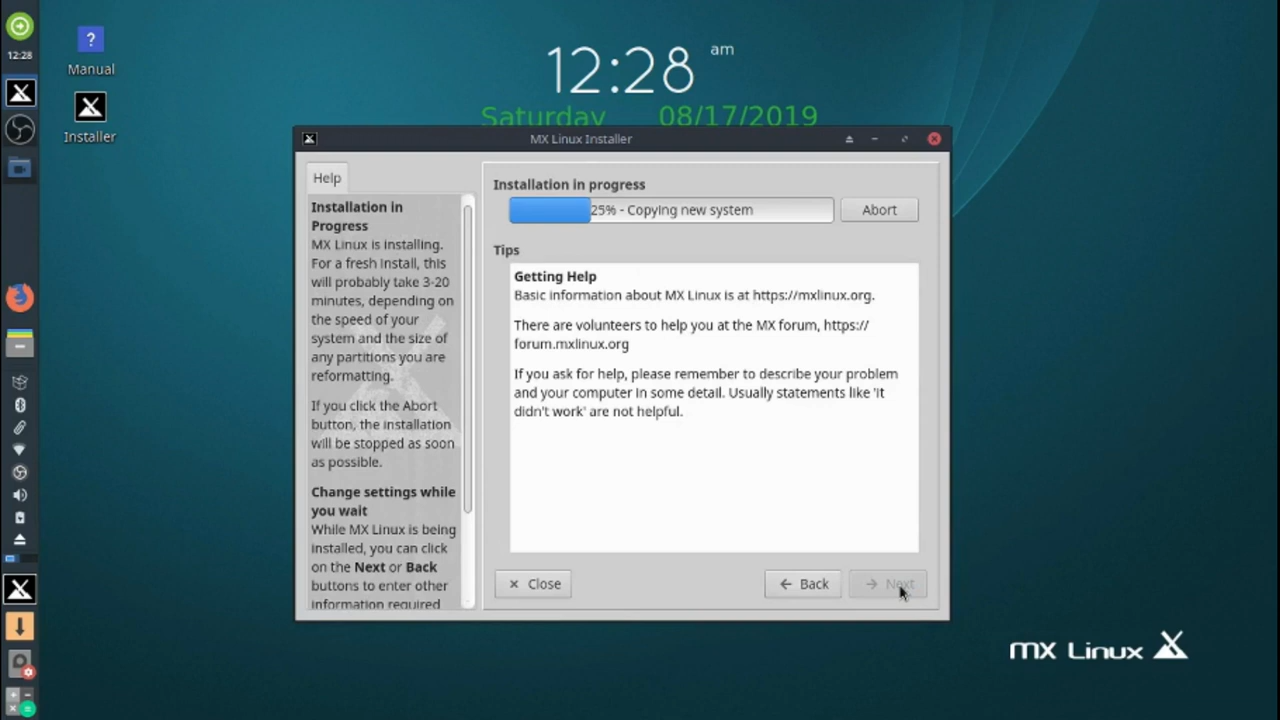 12:28 am
Saturday 08/17/2019
12:28
Manual
Installer
MX Linux Installer
Help
Installation in
Progress
MX Linux is installing.
For a fresh install, this
will probably take 3-20
minutes, depending on
the speed of your
system and the size of
any partitions you are
reformatting.
If you click the Abort
button, the installation
will be stopped as soon
as possible.
Change settings while
you wait
While MX Linux is being
installed, you can click
on the Next or Back
buttons to enter other
information required
Installation in progress
25% - Copying new system
Abort
Tips
Getting Help
Basic information about MX Linux is at https://mxlinux.org.
There are volunteers to help you at the MX forum, https://
forum.mxlinux.org
If you ask for help, please remember to describe your problem
and your computer in some detail. Usually statements like 'it
didn't work' are not helpful.
Close
Back
Next
MX Linux